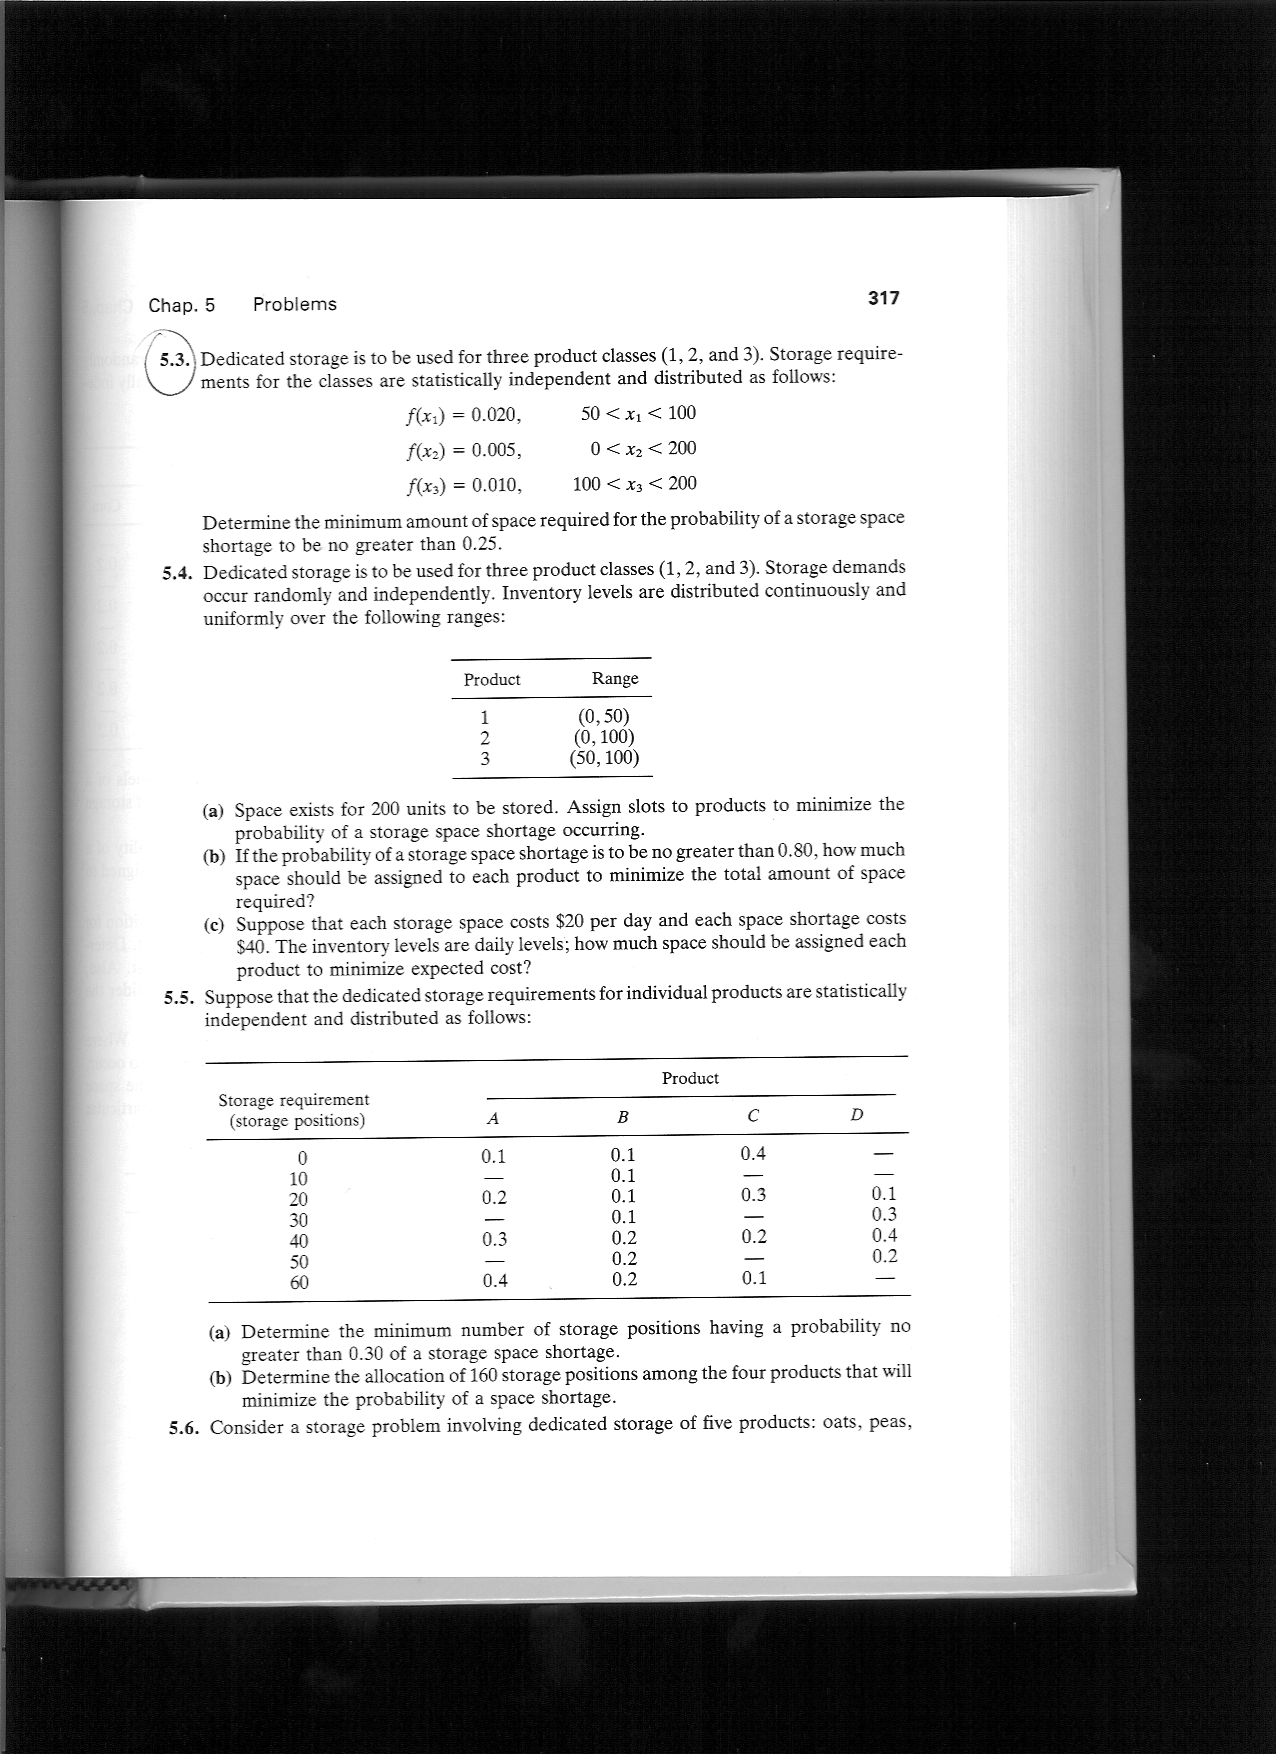 Chap. 5 Problems 317
5.3. Dedicated storage is to be used for three product classes (1, 2, and 3). Storage require-
ments for the classes are statistically independent and distributed as follows:
f(x₁) = 0.020, 50 < x₁ < 100
f(x₂) = 0.005, 0 < x₂ < 200
f(x₃) = 0.010, 100 < x₃ < 200
Determine the minimum amount of space required for the probability of a storage space
shortage to be no greater than 0.25.
5.4. Dedicated storage is to be used for three product classes (1, 2, and 3). Storage demands
occur randomly and independently. Inventory levels are distributed continuously and
uniformly over the following ranges:
Product Range
1 (0, 50)
2 (0, 100)
3 (50, 100)
(a) Space exists for 200 units to be stored. Assign slots to products to minimize the
probability of a storage space shortage occurring.
(b) If the probability of a storage space shortage is to be no greater than 0.80, how much
space should be assigned to each product to minimize the total amount of space
required?
(c) Suppose that each storage space costs $20 per day and each space shortage costs
$40. The inventory levels are daily levels; how much space should be assigned each
product to minimize expected cost?
5.5. Suppose that the dedicated storage requirements for individual products are statistically
independent and distributed as follows:
Product
Storage requirement
(storage positions) A B C D
0 0.1 0.1 0.4 —
10 — 0.1 — —
20 0.2 0.1 0.3 0.1
30 — 0.1 — 0.3
40 0.3 0.2 0.2 0.4
50 — 0.2 — 0.2
60 0.4 0.2 0.1 —
(a) Determine the minimum number of storage positions having a probability no
greater than 0.30 of a storage space shortage.
(b) Determine the allocation of 160 storage positions among the four products that will
minimize the probability of a space shortage.
5.6. Consider a storage problem involving dedicated storage of five products: oats, peas,